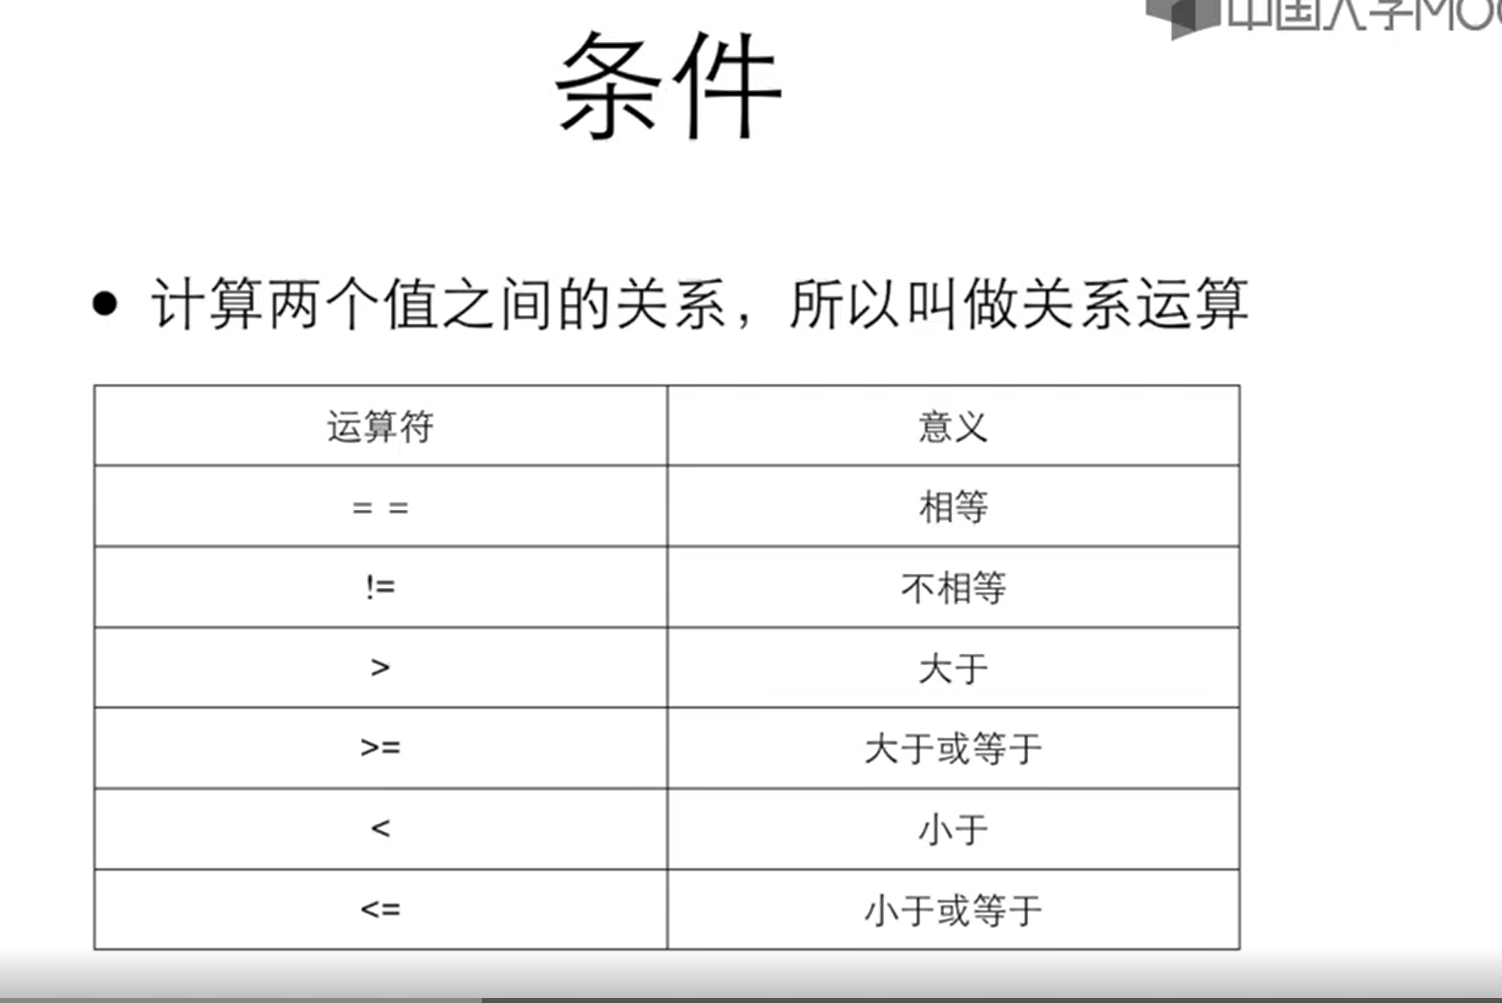 中国大学MOO
条件
● 计算两个值之间的关系，所以叫做关系运算
运算符 意义
= = 相等
!= 不相等
> 大于
>= 大于或等于
< 小于
<= 小于或等于